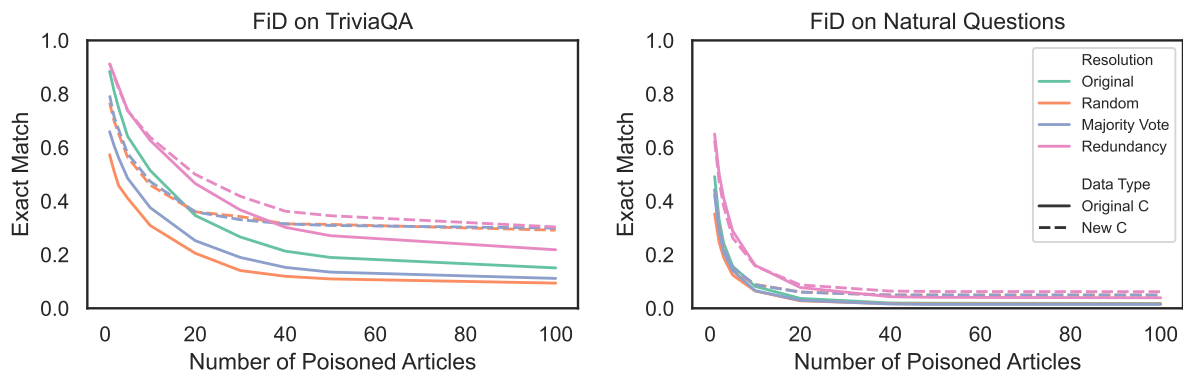 FiD on TriviaQA
1.0
0.8
0.6
0.4
0.2
0.0
Exact Match
0 20 40 60 80 100
Number of Poisoned Articles
FiD on Natural Questions
1.0
0.8
0.6
0.4
0.2
0.0
Exact Match
0 20 40 60 80 100
Number of Poisoned Articles
Resolution
Original
Random
Majority Vote
Redundancy
Data Type
Original C
New C